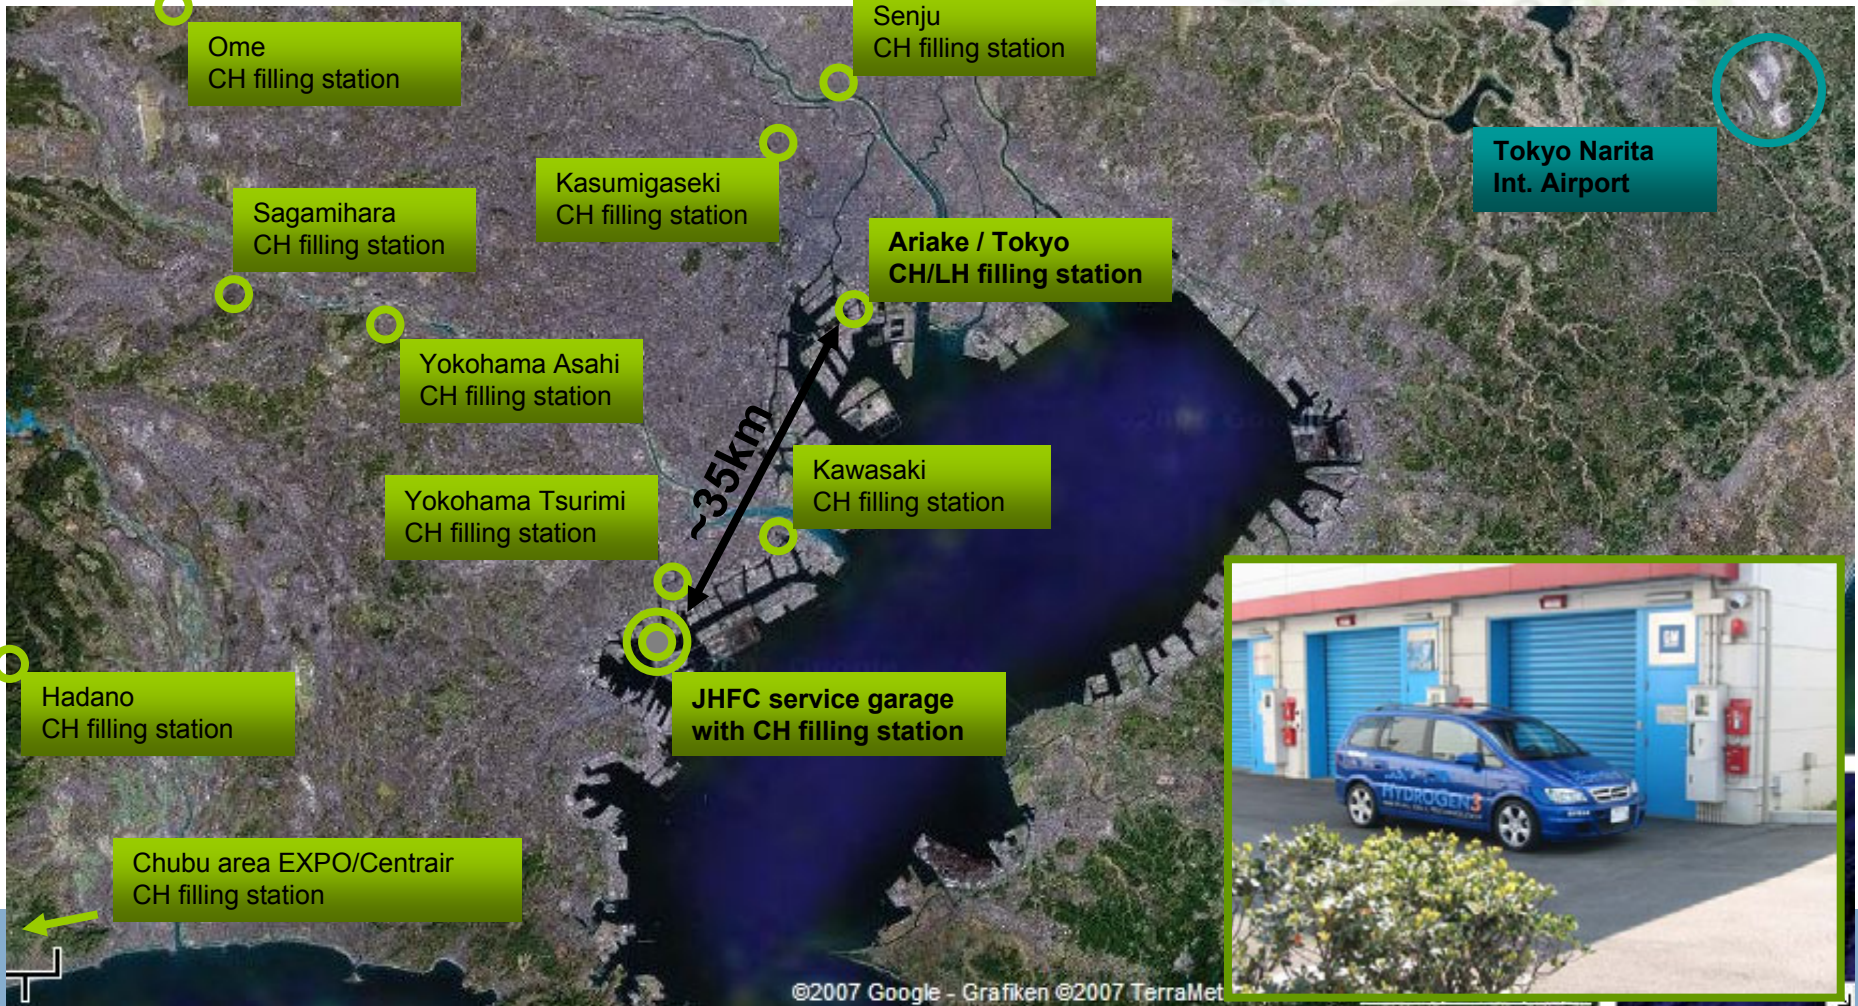 Ome
CH filling station
Senju
CH filling station
Kasumigaseki
CH filling station
Tokyo Narita
Int. Airport
Sagamihara
CH filling station
Ariake / Tokyo
CH/LH filling station
Yokohama Asahi
CH filling station
~35km
Kawasaki
CH filling station
Yokohama Tsurimi
CH filling station
Hadano
CH filling station
JHFC service garage
with CH filling station
GM
HYDROGEN3
Chubu area EXPO/Centrair
CH filling station
©2007 Google - Grafiken ©2007 TerraMet